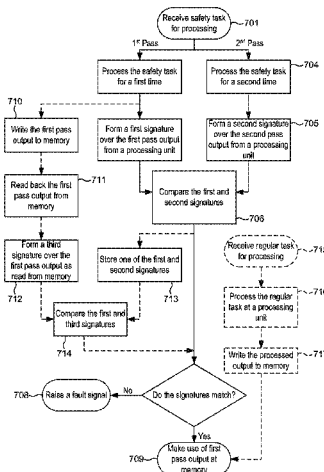 Receive safety task
for processing
701
1st Pass
2nd Pass
Process the safety task
for a first time
Process the safety task
for a second time
704
710
Write the first pass
output to memory
Form a first signature
over the first pass output
from a processing unit
Form a second signature
over the second pass
output from a processing
unit
705
Read back the first
pass output from
memory
711
Compare the first and
second signatures
706
Form a third
signature over the
first pass output as
read from memory
712
Store one of the first
and second signatures
713
Receive regular task
for processing
715
Compare the first and
third signatures
714
Process the regular
task at a processing
unit
Write the processed
output to memory
708
Raise a fault signal
No
Do the signatures match?
Yes
709
Make use of first
pass output at
memory